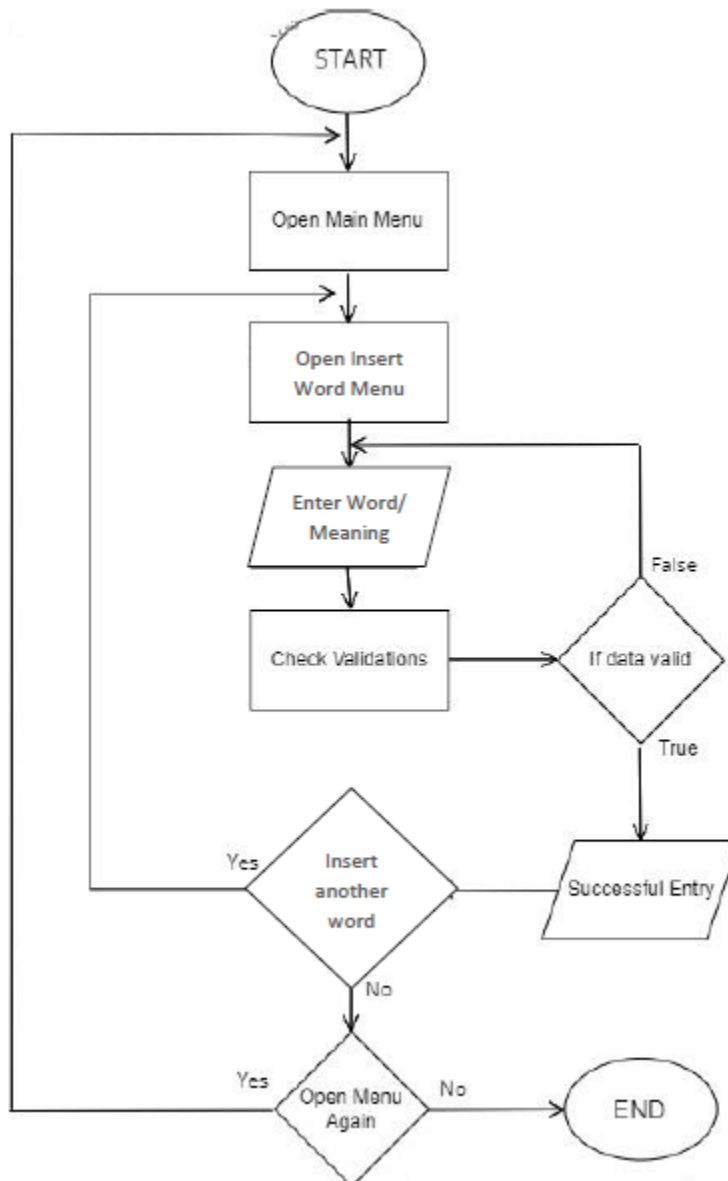 START
Open Main Menu
Open Insert
Word Menu
Enter Word/
Meaning
False
Check Validations
If data valid
True
Yes
Insert
another
word
Successful Entry
No
Yes
Open Menu
Again
No
END